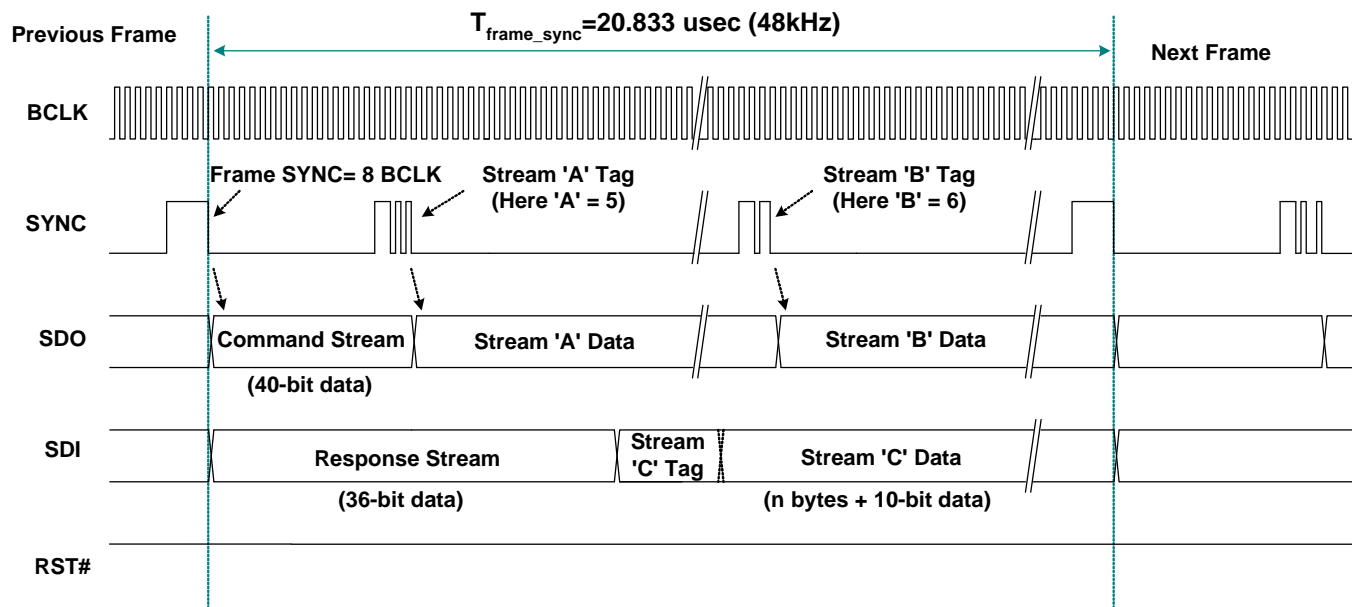 T_frame_sync=20.833 usec (48kHz)
Previous Frame
Next Frame
BCLK
Frame SYNC= 8 BCLK
Stream 'A' Tag
(Here 'A' = 5)
Stream 'B' Tag
(Here 'B' = 6)
SYNC
SDO
Command Stream
Stream 'A' Data
Stream 'B' Data
(40-bit data)
SDI
Response Stream
Stream
'C' Tag
Stream 'C' Data
(36-bit data)
(n bytes + 10-bit data)
RST#